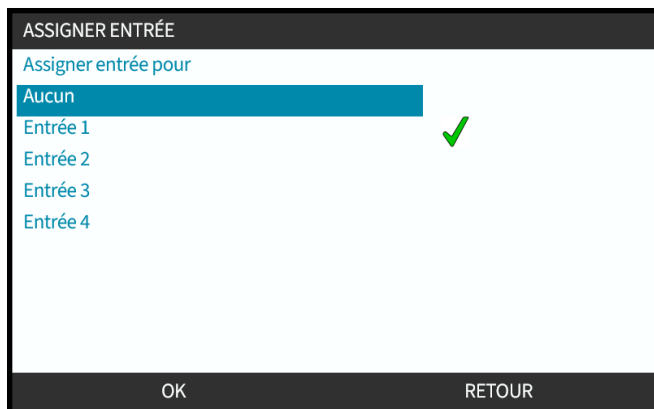 ASSIGNER ENTRÉE
Assigner entrée pour
Aucun
Entrée 1
Entrée 2
Entrée 3
Entrée 4
OK RETOUR